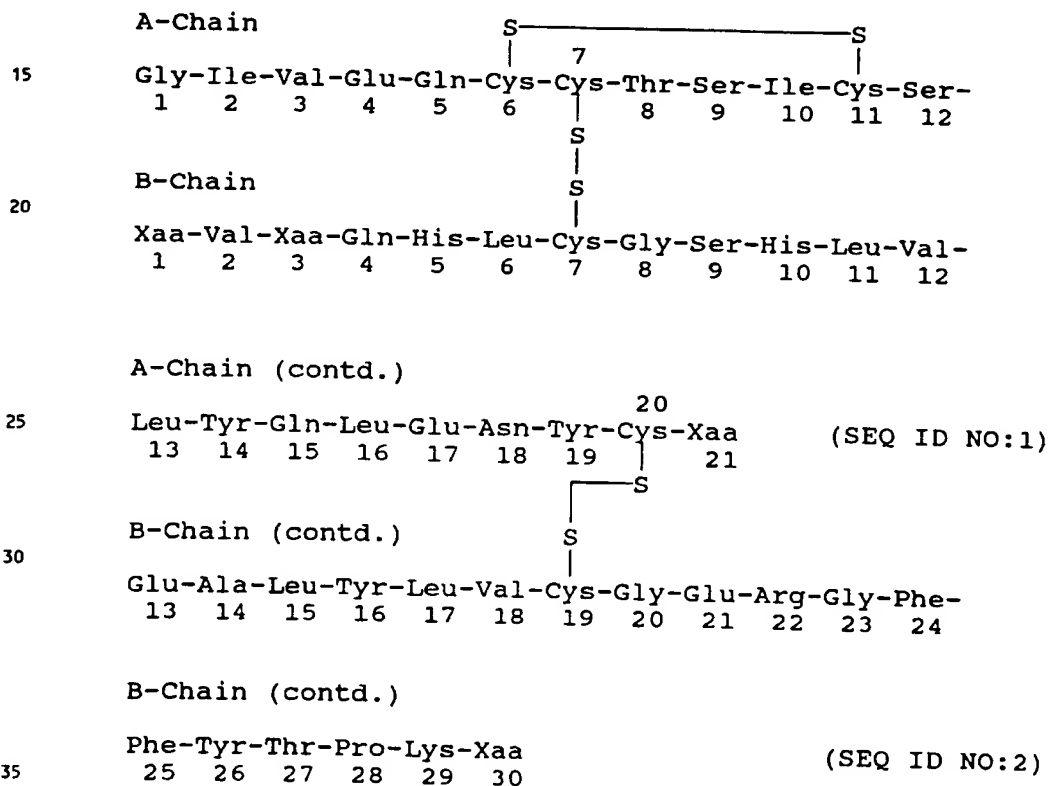 A-Chain
S S
7
15 Gly-Ile-Val-Glu-Gln-Cys-Cys-Thr-Ser-Ile-Cys-Ser-
1 2 3 4 5 6 8 9 10 11 12
S
S
B-Chain
20
Xaa-Val-Xaa-Gln-His-Leu-Cys-Gly-Ser-His-Leu-Val-
1 2 3 4 5 6 7 8 9 10 11 12
A-Chain (contd.)
20
25 Leu-Tyr-Gln-Leu-Glu-Asn-Tyr-Cys-Xaa (SEQ ID NO:1)
13 14 15 16 17 18 19 21
S
S
B-Chain (contd.)
30
Glu-Ala-Leu-Tyr-Leu-Val-Cys-Gly-Glu-Arg-Gly-Phe-
13 14 15 16 17 18 19 20 21 22 23 24
B-Chain (contd.)
Phe-Tyr-Thr-Pro-Lys-Xaa (SEQ ID NO:2)
35 25 26 27 28 29 30